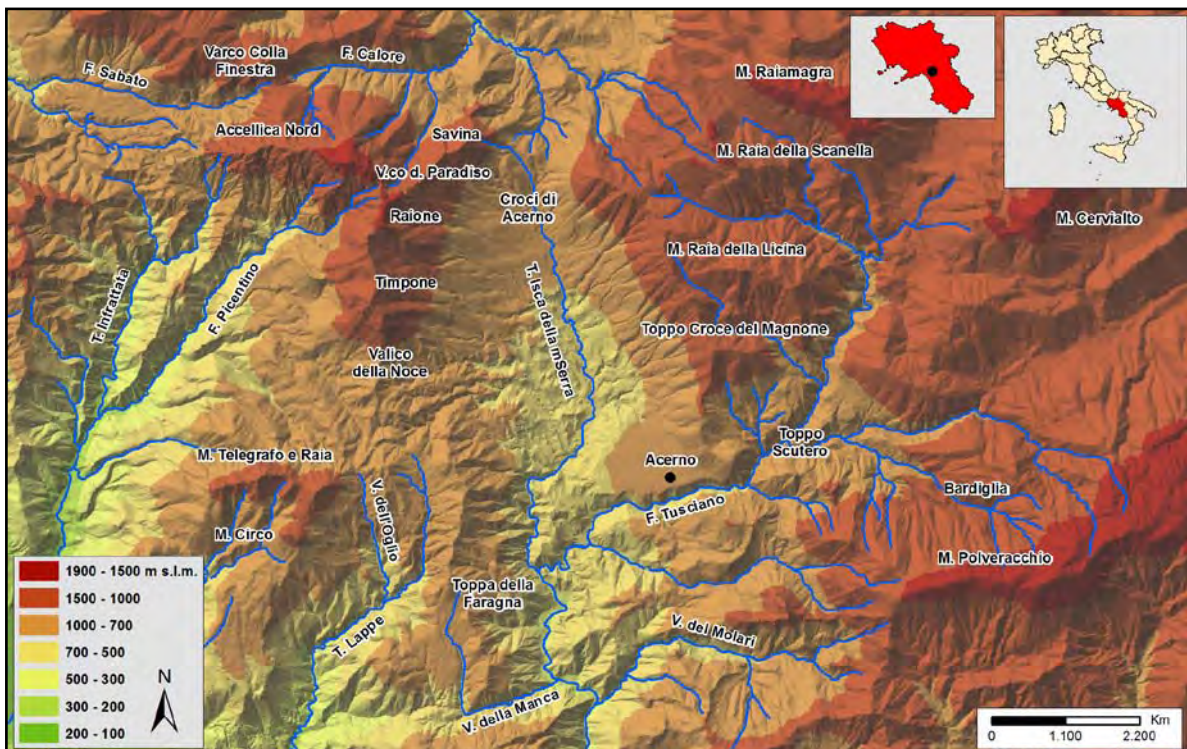 Varco Colla
Finestra
F. Calore
F. Sabato
M. Raiamagra
Accellica Nord
Savina
M. Raia della Scanella
V.co d. Paradiso
Croci di
Acerno
Raione
M. Cervialto
M. Raia della Licina
T. Infrattata
F. Picentino
Timpone
T. Isca della mSerra
Toppo Croce del Magnone
Valico
della Noce
Toppo
Scutero
M. Telegrafo e Raia
Acerno
V. dell'Oglio
Bardiglia
F. Tusciano
M. Circo
M. Polveracchio
Toppa della
Faragna
T. Lappe
V. dei Molari
V. della Manca
1900 - 1500 m s.l.m.
1500 - 1000
1000 - 700
700 - 500
500 - 300
300 - 200
200 - 100
N
Km
0 1.100 2.200